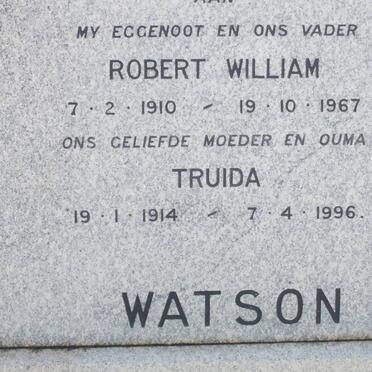 AAN
MY EGGENOOT EN ONS VADER
ROBERT WILLIAM
7 · 2 · 1910 - 19 · 10 · 1967
ONS GELIEFDE MOEDER EN OUMA
TRUIDA
19 · 1 · 1914 - 7 · 4 · 1996.
WATSON